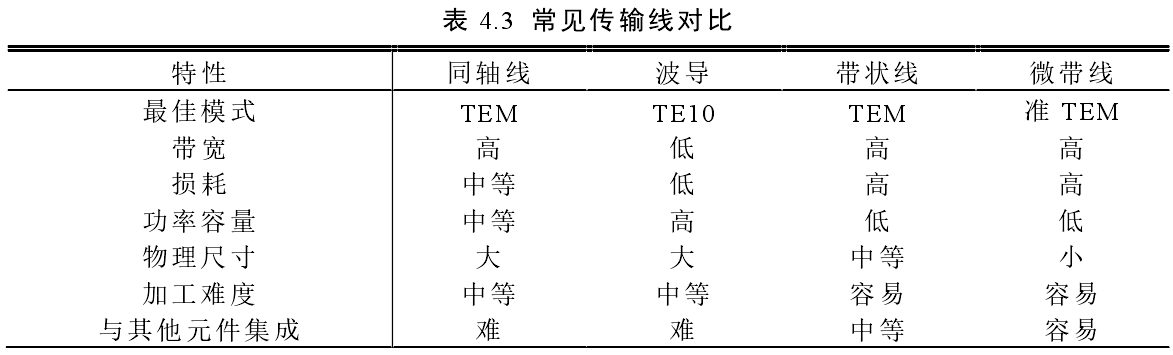 表 4.3 常见传输线对比
特性 同轴线 波导 带状线 微带线
最佳模式 TEM TE10 TEM 准 TEM
带宽 高 低 高 高
损耗 中等 低 高 高
功率容量 中等 高 低 低
物理尺寸 大 大 中等 小
加工难度 中等 中等 容易 容易
与其他元件集成 难 难 中等 容易